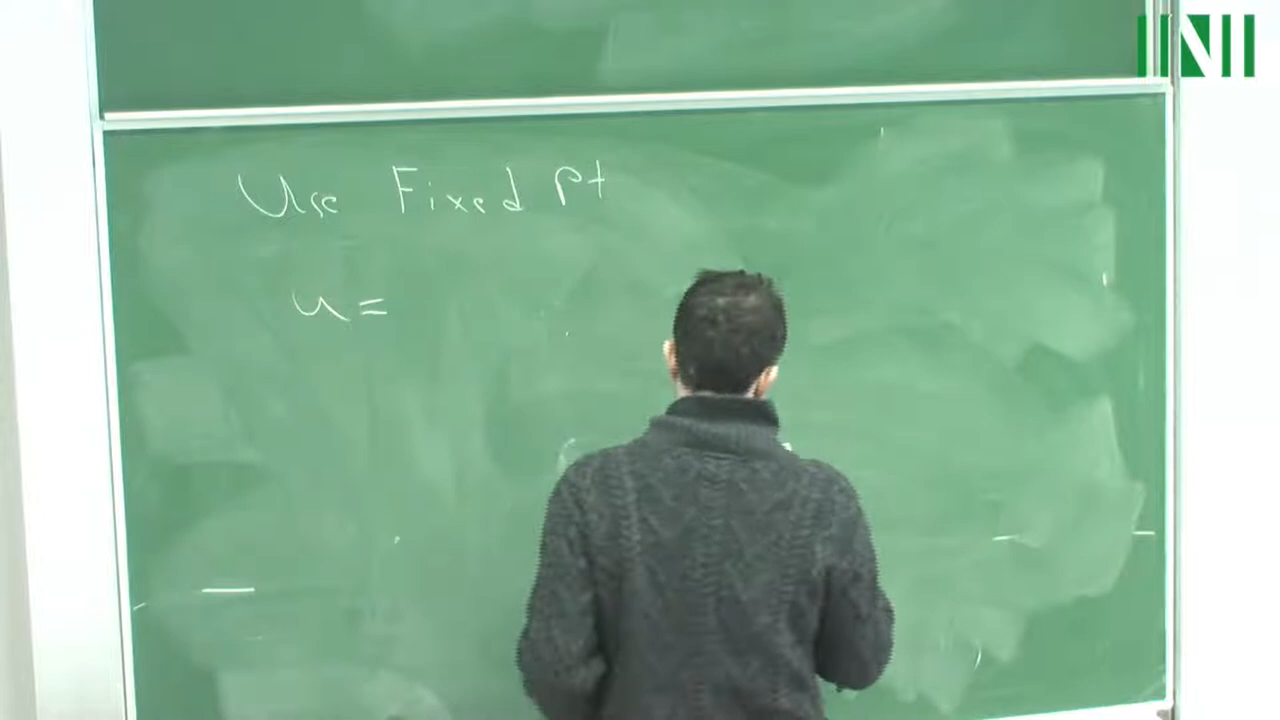 Use Fixed Pt
u =